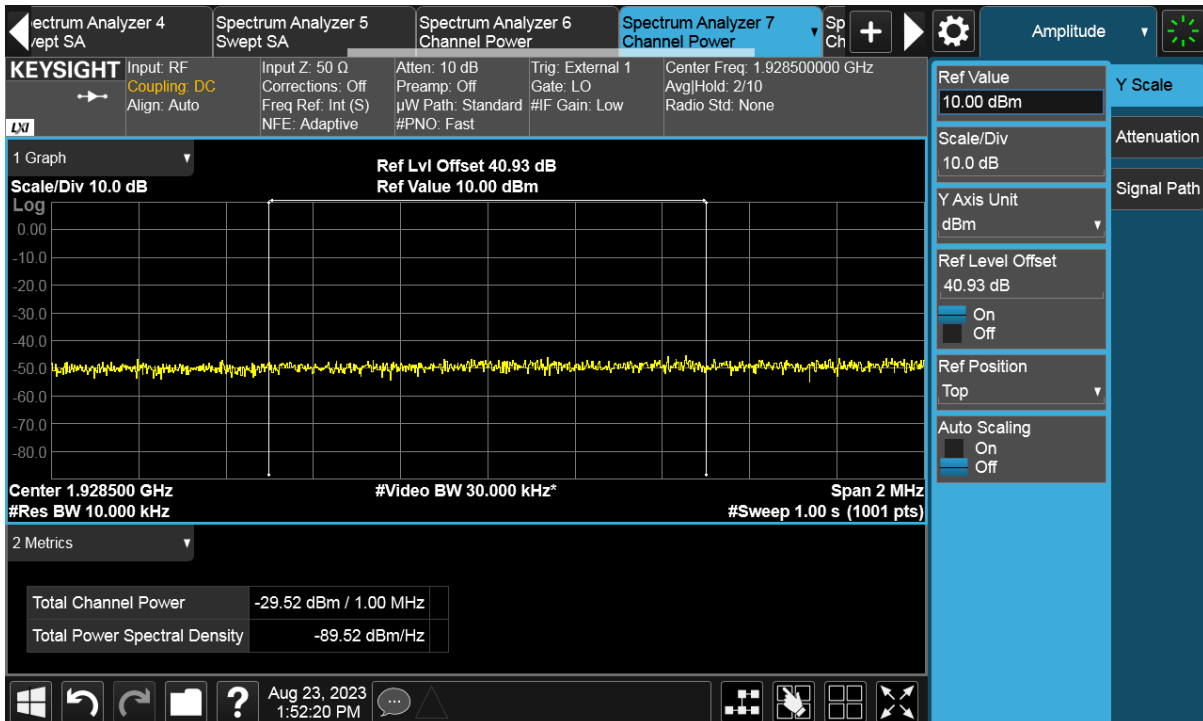 ectrum Analyzer 4
vept SA
Spectrum Analyzer 5
Swept SA
Spectrum Analyzer 6
Channel Power
Spectrum Analyzer 7
Channel Power
Sp
Ch
+
Amplitude
KEYSIGHT
LXI
Input: RF
Coupling: DC
Align: Auto
Input Z: 50 Ω
Corrections: Off
Freq Ref: Int (S)
NFE: Adaptive
Atten: 10 dB
Preamp: Off
µW Path: Standard
#PNO: Fast
Trig: External 1
Gate: LO
#IF Gain: Low
Center Freq: 1.928500000 GHz
Avg|Hold: 2/10
Radio Std: None
1 Graph
Scale/Div 10.0 dB
Ref Lvl Offset 40.93 dB
Ref Value 10.00 dBm
Log
0.00
-10.0
-20.0
-30.0
-40.0
-50.0
-60.0
-70.0
-80.0
Center 1.928500 GHz
#Video BW 30.000 kHz*
Span 2 MHz
#Res BW 10.000 kHz
#Sweep 1.00 s (1001 pts)
2 Metrics
Total Channel Power -29.52 dBm / 1.00 MHz
Total Power Spectral Density -89.52 dBm/Hz
?
Aug 23, 2023
1:52:20 PM
Ref Value
10.00 dBm
Scale/Div
10.0 dB
Y Axis Unit
dBm
Ref Level Offset
40.93 dB
On
Off
Ref Position
Top
Auto Scaling
On
Off
Y Scale
Attenuation
Signal Path